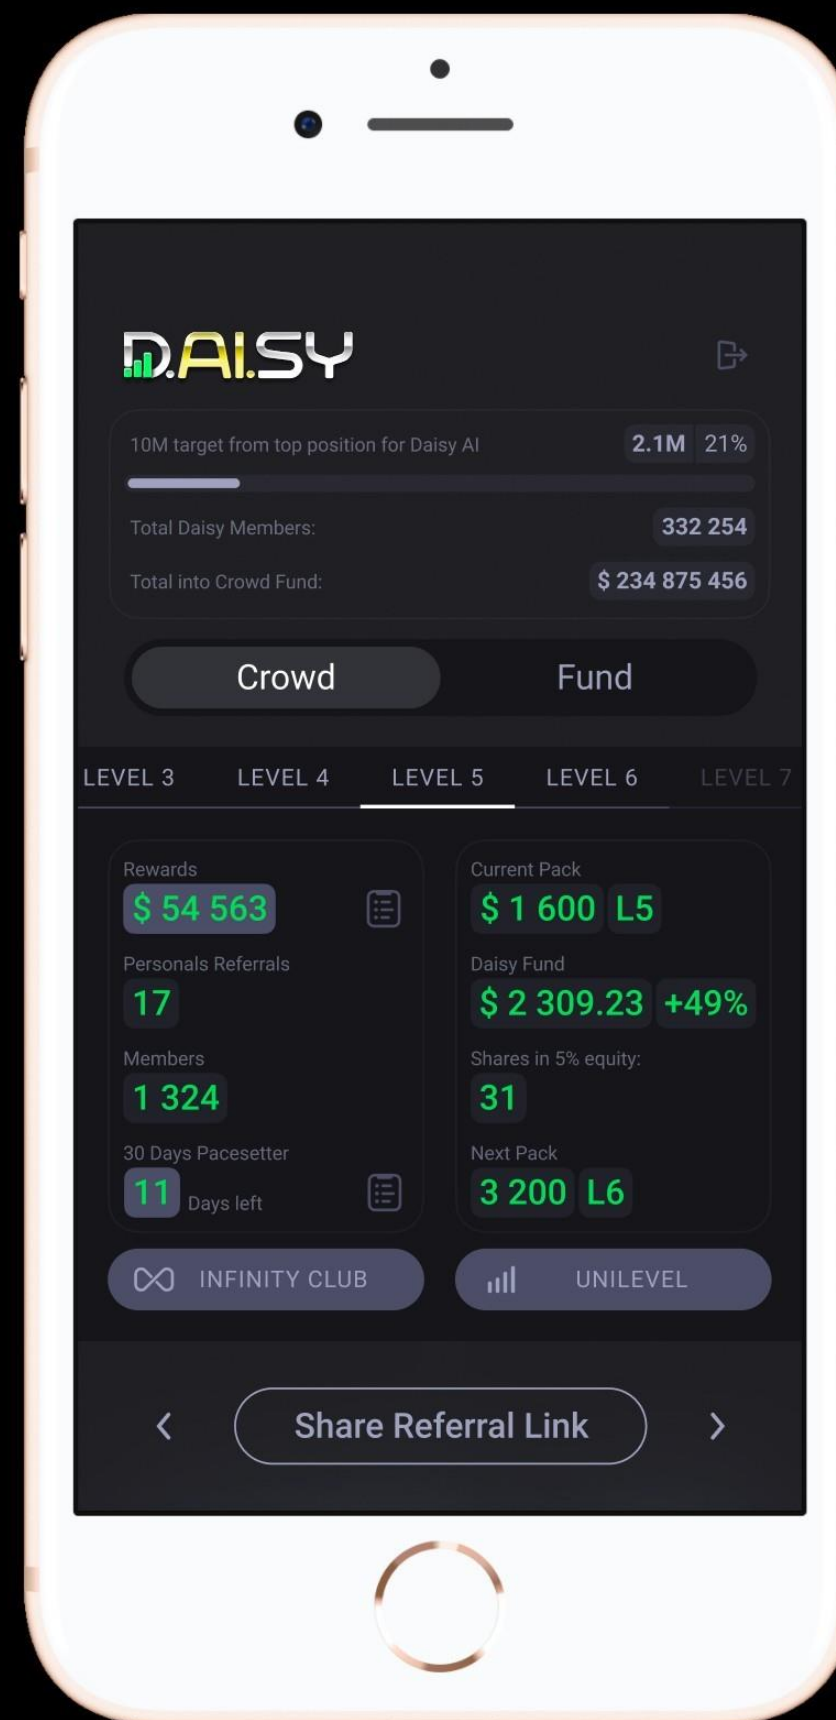 D.AI.SY
10M target from top position for Daisy AI 2.1M 21%
Total Daisy Members: 332 254
Total into Crowd Fund: $ 234 875 456
Crowd Fund
LEVEL 3 LEVEL 4 LEVEL 5 LEVEL 6 LEVEL 7
Rewards
$ 54 563
Personals Referrals
17
Members
1 324
30 Days Pacesetter
11 Days left
Current Pack
$ 1 600 L5
Daisy Fund
$ 2 309.23 +49%
Shares in 5% equity:
31
Next Pack
3 200 L6
INFINITY CLUB
UNILEVEL
Share Referral Link